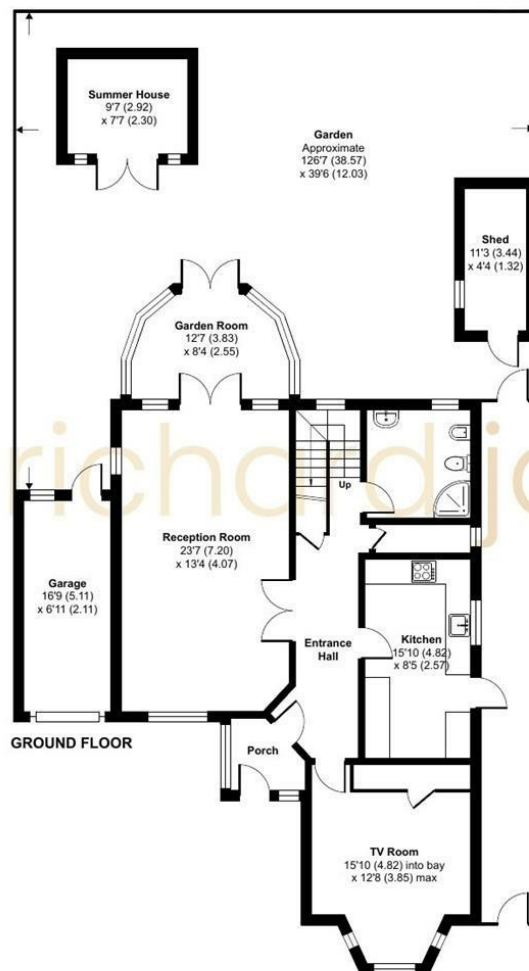 Summer House
9'7 (2.92)
x 7'7 (2.30)
Garden
Approximate
126'7 (38.57)
x 39'6 (12.03)
Shed
11'3 (3.44)
x 4'4 (1.32)
Garden Room
12'7 (3.83)
x 8'4 (2.55)
richard ja
Up
Reception Room
23'7 (7.20)
x 13'4 (4.07)
Garage
16'9 (5.11)
x 6'11 (2.11)
Kitchen
15'10 (4.82)
x 8'5 (2.57)
Entrance
Hall
GROUND FLOOR
Porch
TV Room
15'10 (4.82) into bay
x 12'8 (3.85) max